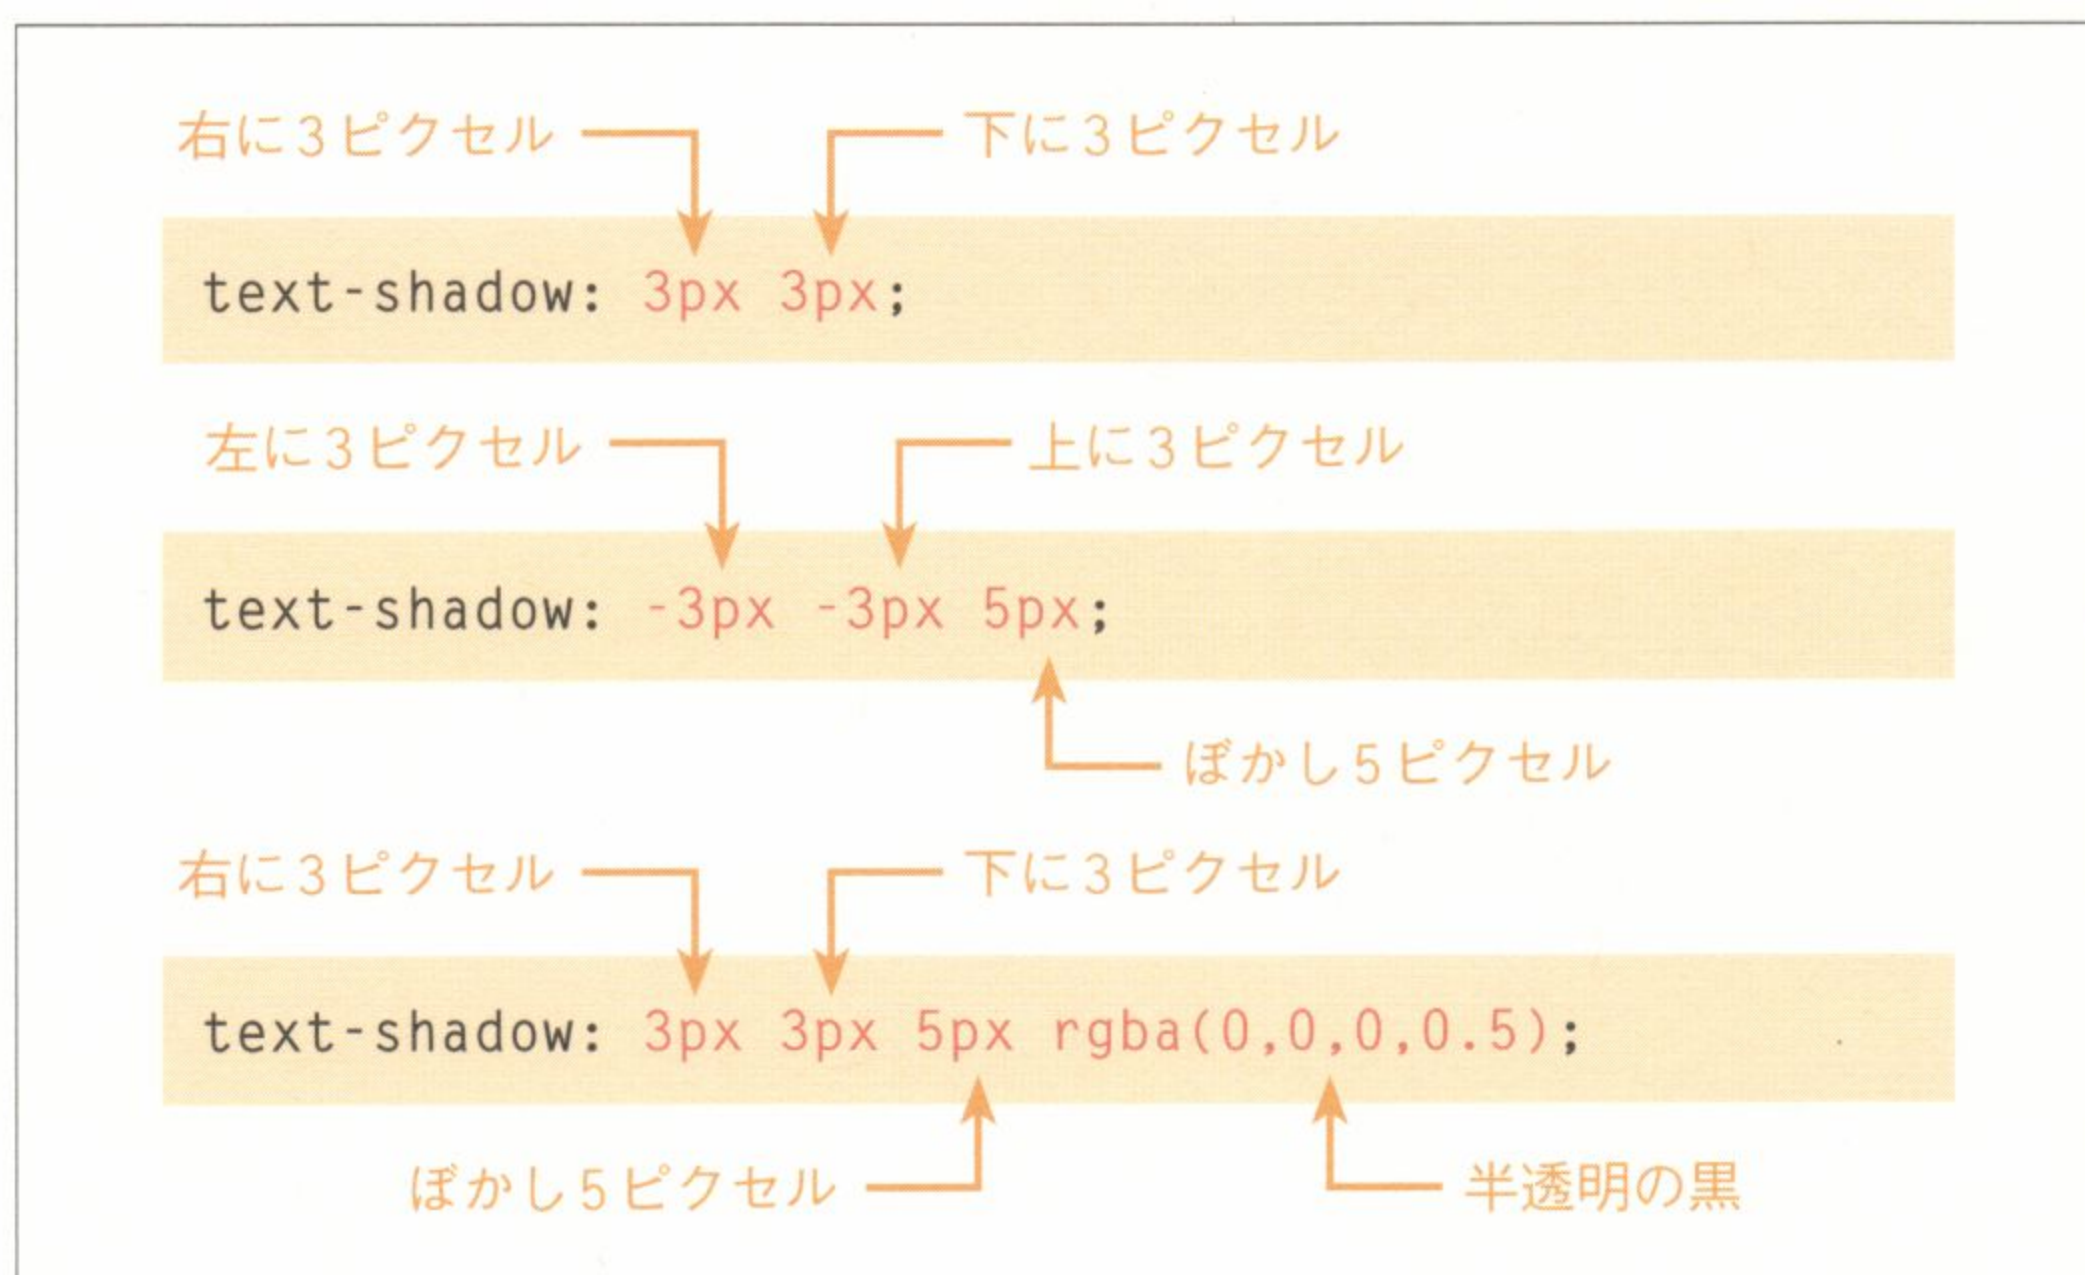 右に3ピクセル 下に3ピクセル
text-shadow: 3px 3px;
左に3ピクセル 上に3ピクセル
text-shadow: -3px -3px 5px;
ぼかし5ピクセル
右に3ピクセル 下に3ピクセル
text-shadow: 3px 3px 5px rgba(0,0,0,0.5);
ぼかし5ピクセル 半透明の黒